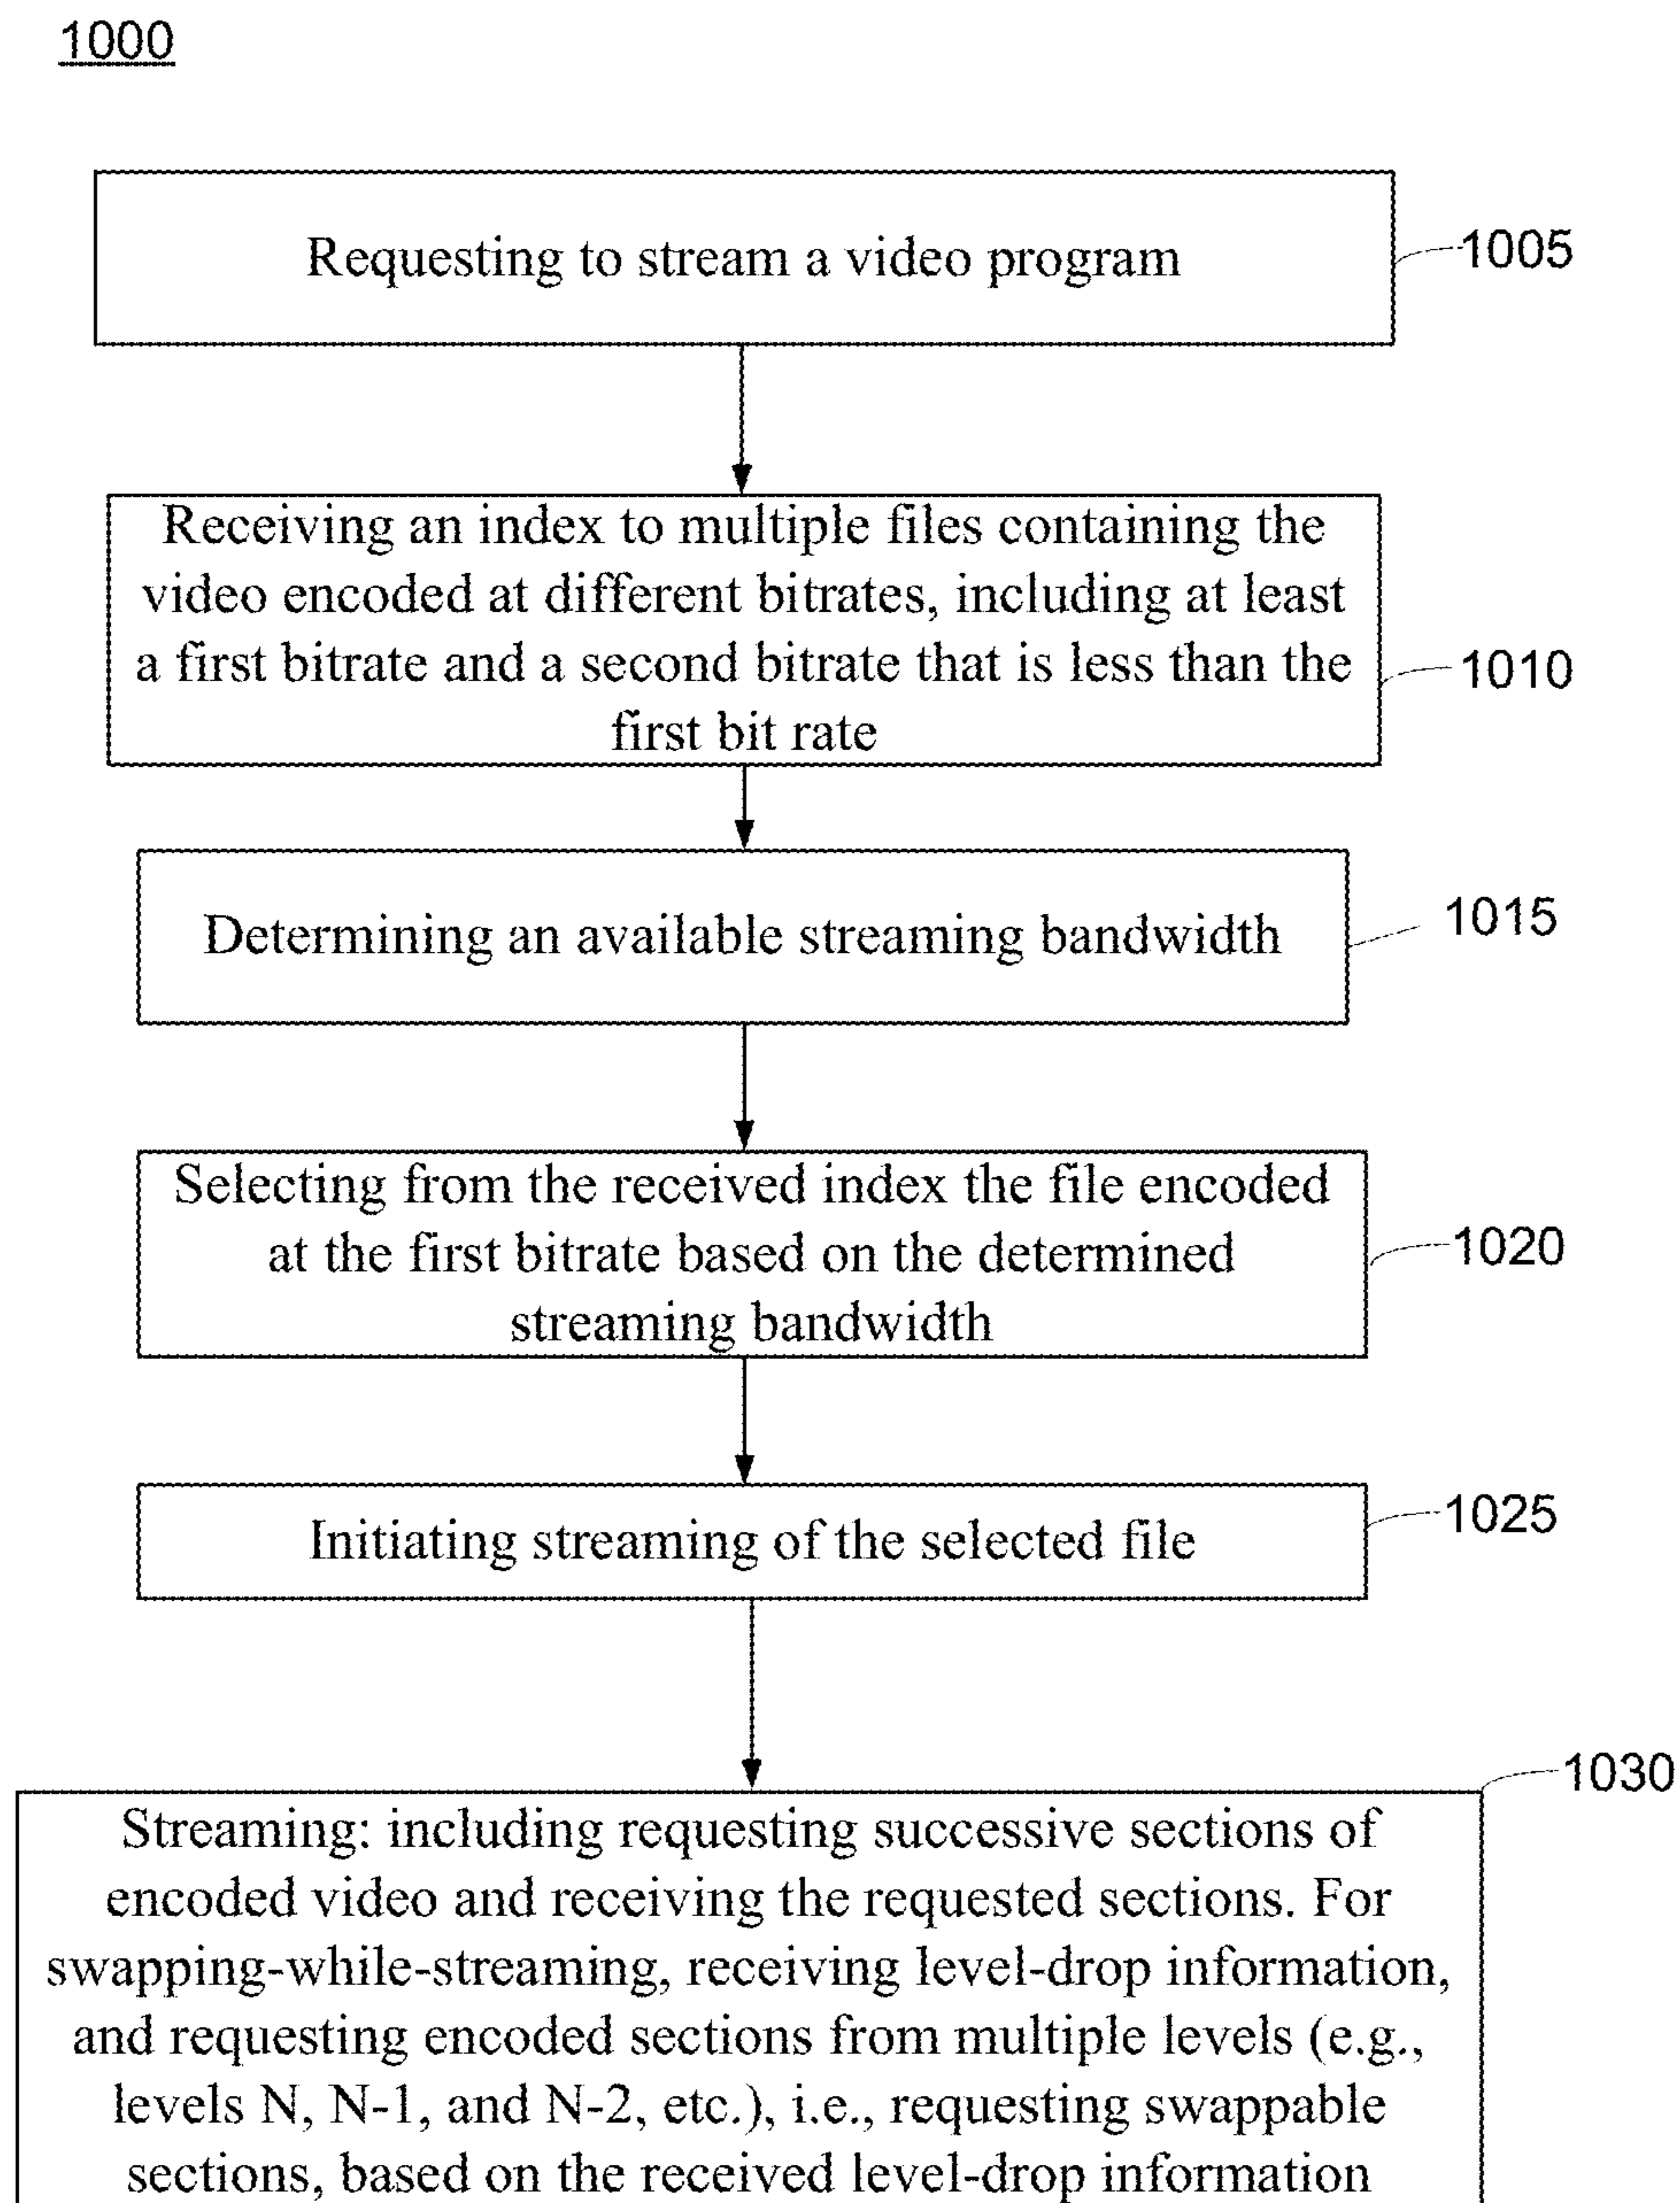 1000
Requesting to stream a video program
1005
Receiving an index to multiple files containing the
video encoded at different bitrates, including at least
a first bitrate and a second bitrate that is less than the
first bit rate
1010
Determining an available streaming bandwidth
1015
Selecting from the received index the file encoded
at the first bitrate based on the determined
streaming bandwidth
1020
Initiating streaming of the selected file
1025
1030
Streaming: including requesting successive sections of
encoded video and receiving the requested sections. For
swapping-while-streaming, receiving level-drop information,
and requesting encoded sections from multiple levels (e.g.,
levels N, N-1, and N-2, etc.), i.e., requesting swappable
sections, based on the received level-drop information